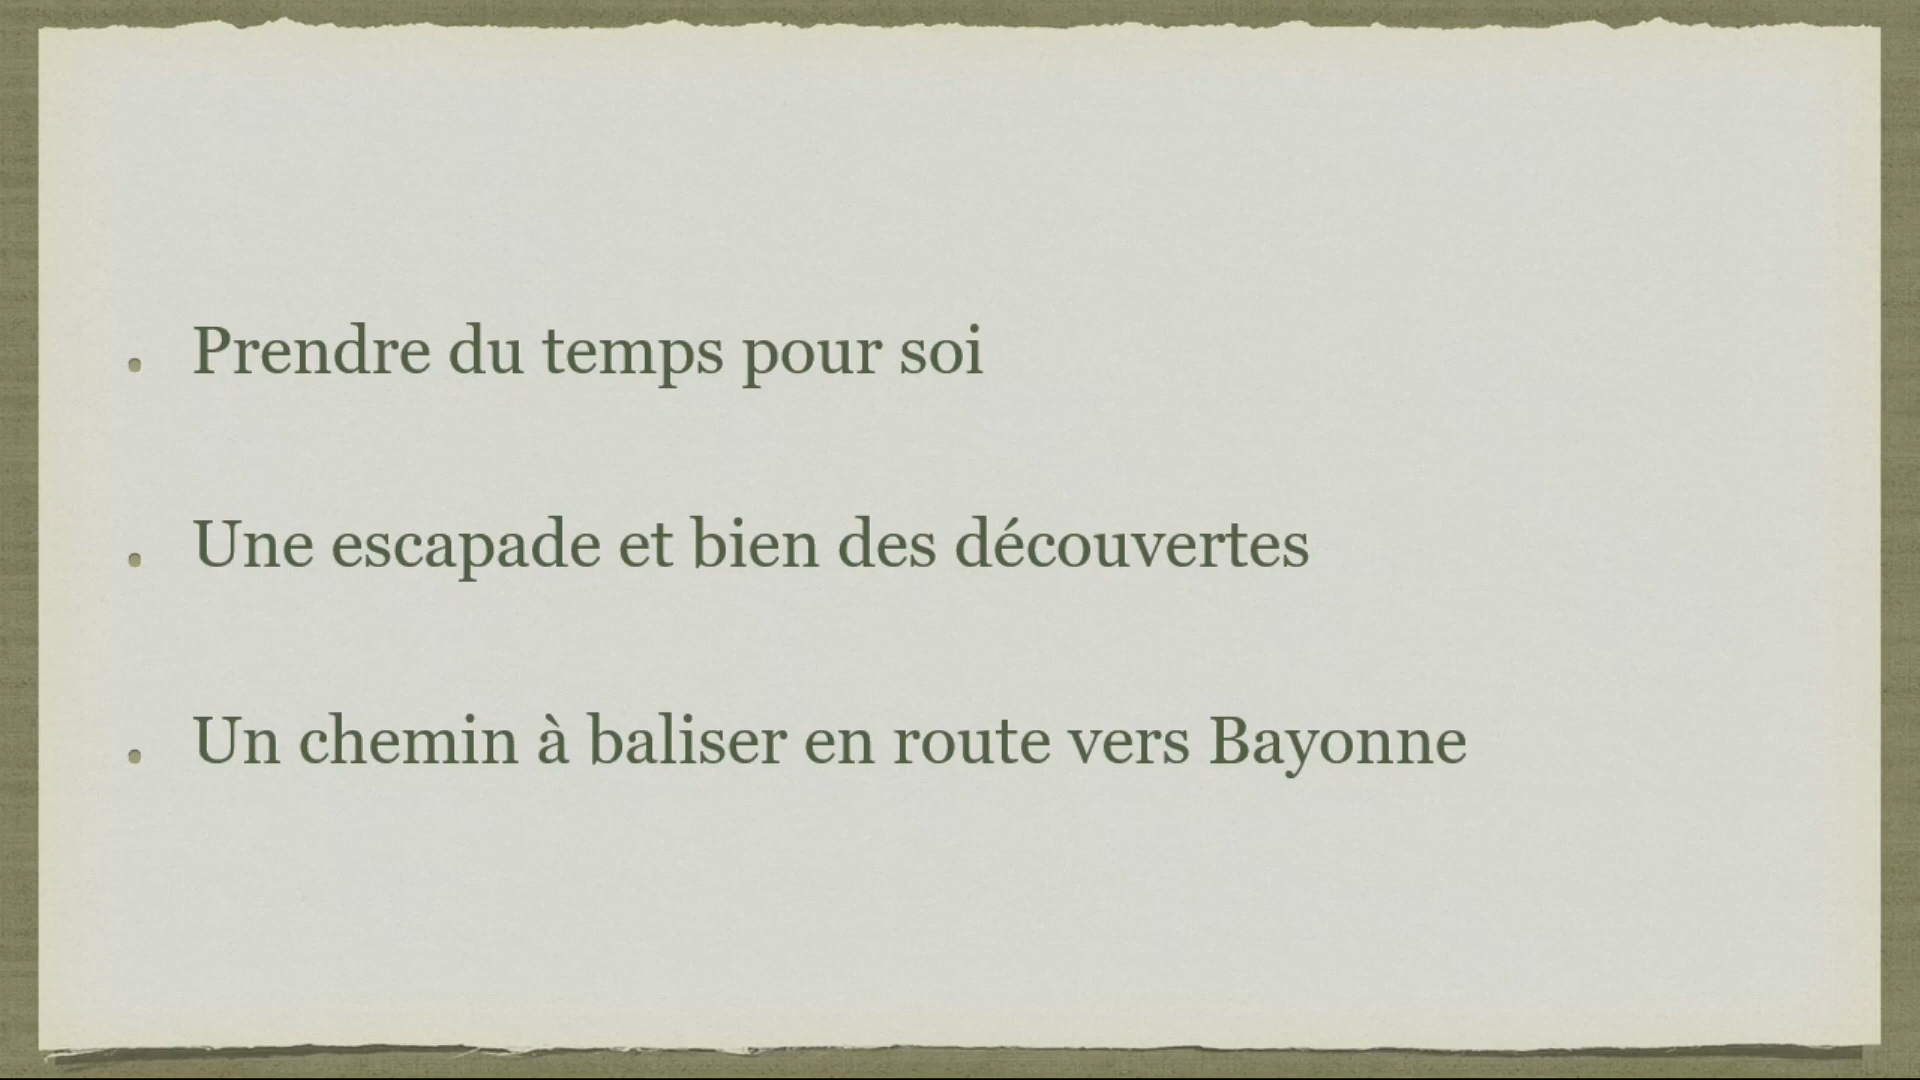 Prendre du temps pour soi
Une escapade et bien des découvertes
Un chemin à baliser en route vers Bayonne